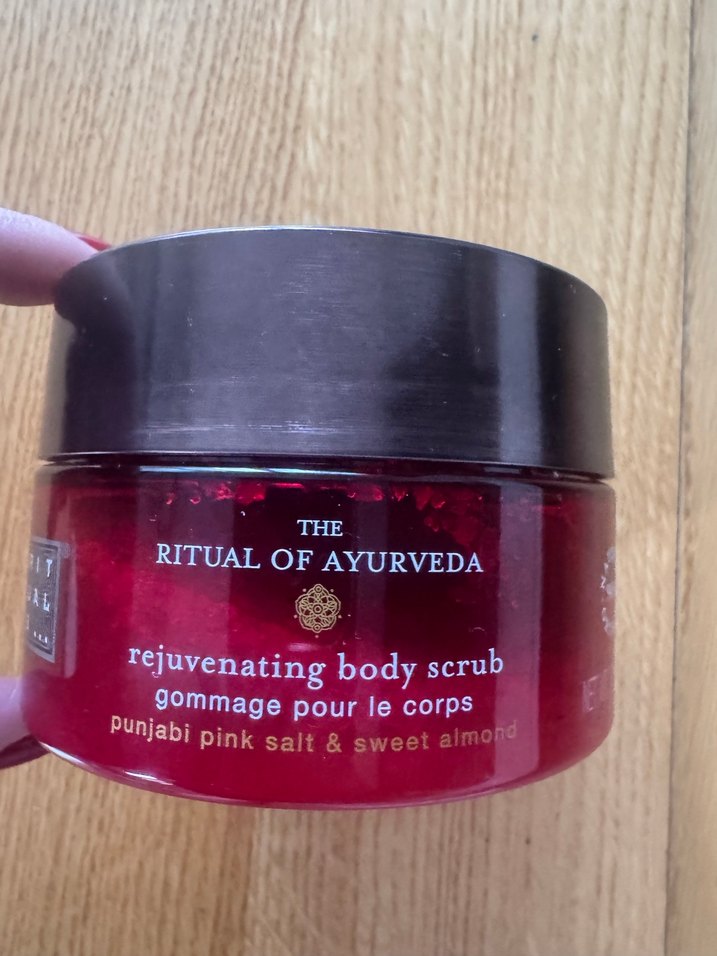 THE
RITUAL OF AYURVEDA
rejuvenating body scrub
gommage pour le corps
punjabi pink salt & sweet almond